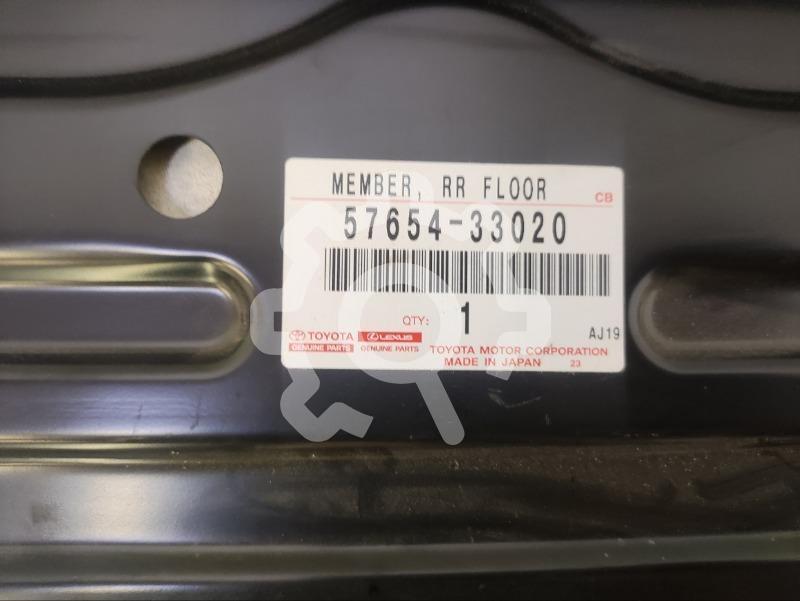 MEMBER, RR FLOOR
CB
57654-33020
QTY: 1
AJ19
TOYOTA LEXUS
GENUINE PARTS GENUINE PARTS
TOYOTA MOTOR CORPORATION
MADE IN JAPAN 23